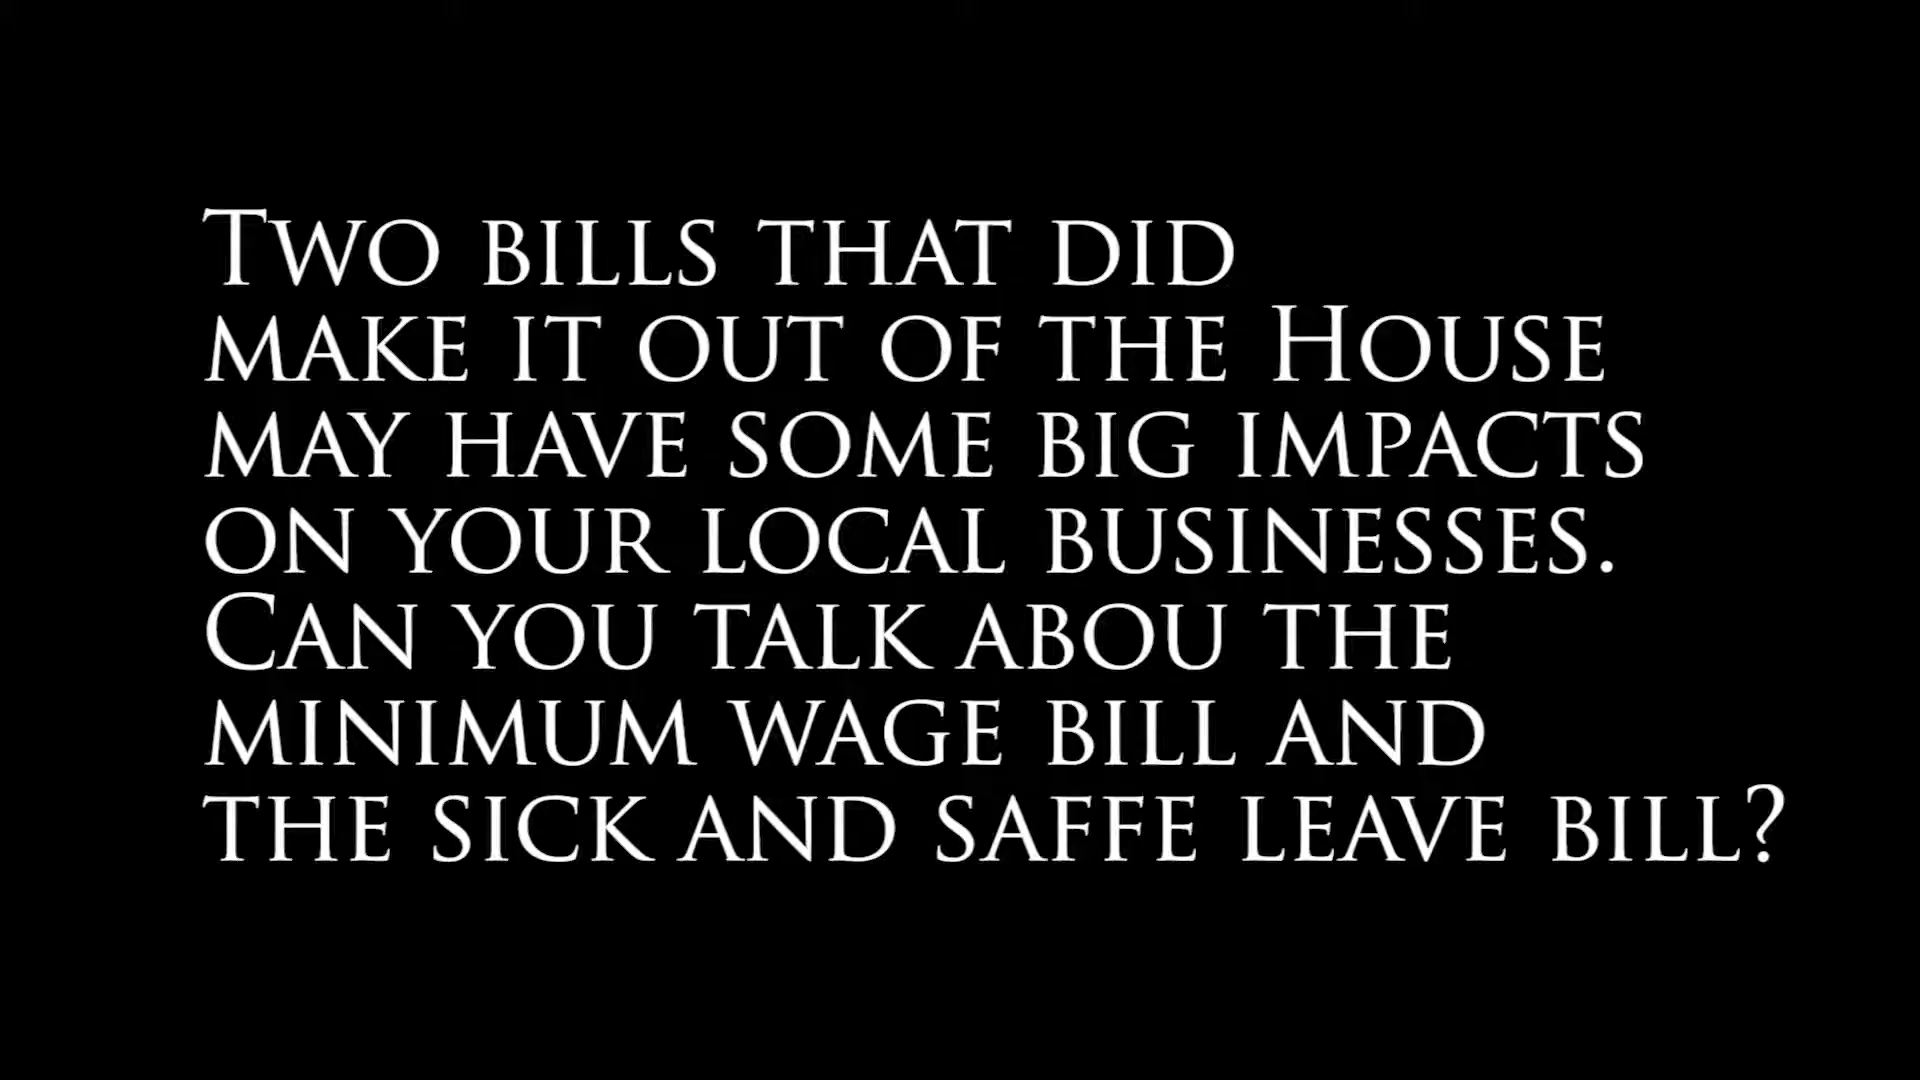 Two bills that did
make it out of the House
may have some big impacts
on your local businesses.
Can you talk abou the
minimum wage bill and
the sick and saffe leave bill?